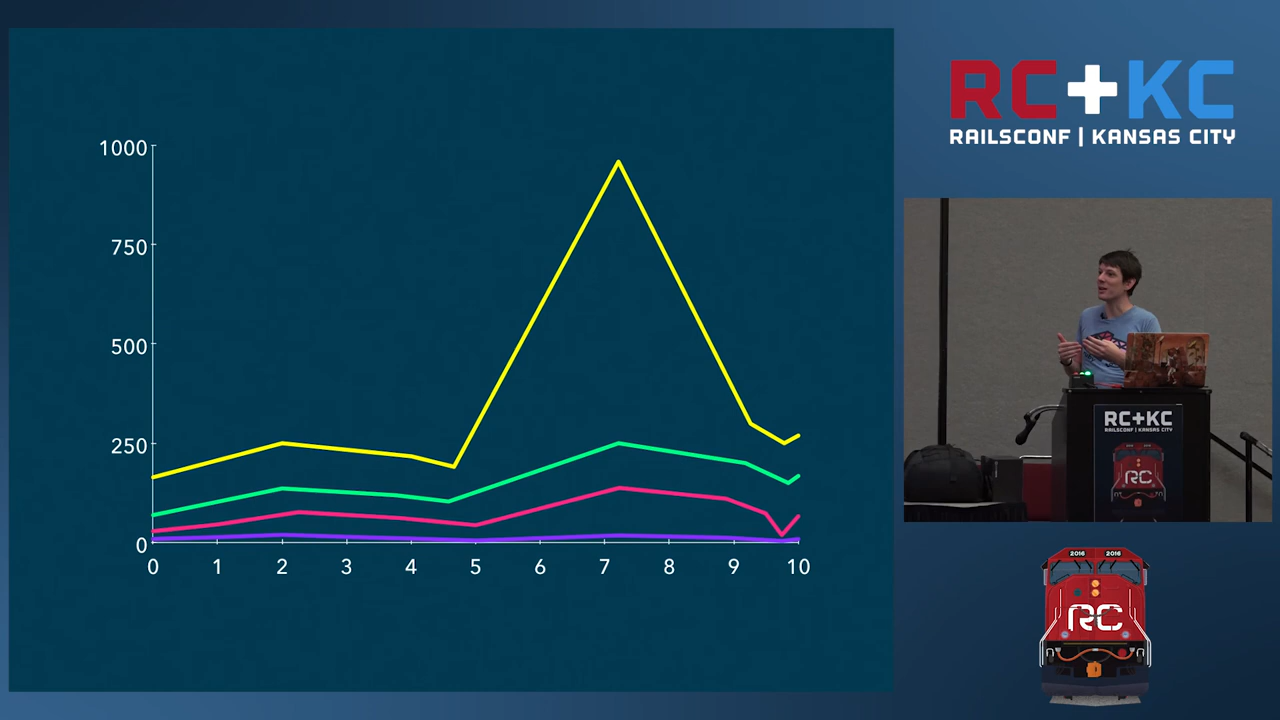 1000
750
500
250
0
0 1 2 3 4 5 6 7 8 9 10
RC+KC
RAILSCONF | KANSAS CITY
RC+KC
RAILSCONF | KANSAS CITY
RC
2016 2016
RC